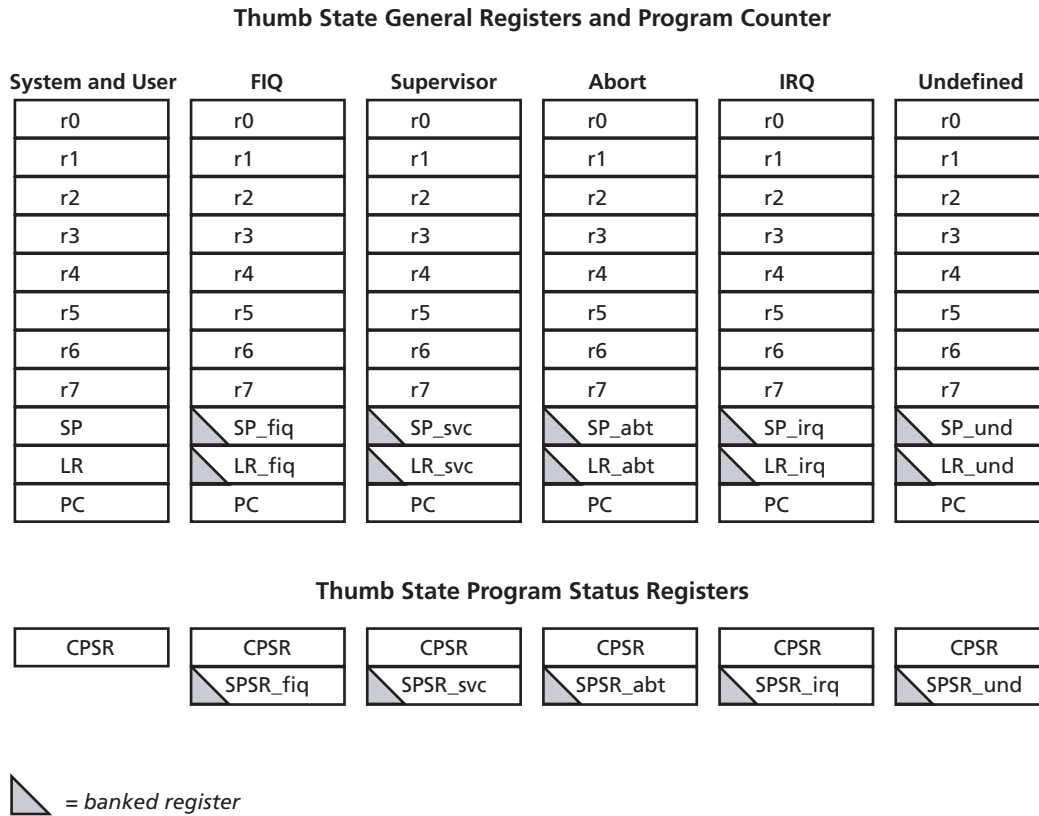 Thumb State General Registers and Program Counter
System and User FIQ Supervisor Abort IRQ Undefined
r0 r0 r0 r0 r0 r0
r1 r1 r1 r1 r1 r1
r2 r2 r2 r2 r2 r2
r3 r3 r3 r3 r3 r3
r4 r4 r4 r4 r4 r4
r5 r5 r5 r5 r5 r5
r6 r6 r6 r6 r6 r6
r7 r7 r7 r7 r7 r7
SP SP_fiq SP_svc SP_abt SP_irq SP_und
LR LR_fiq LR_svc LR_abt LR_irq LR_und
PC PC PC PC PC PC
Thumb State Program Status Registers
CPSR CPSR CPSR CPSR CPSR CPSR
SPSR_fiq SPSR_svc SPSR_abt SPSR_irq SPSR_und
= banked register